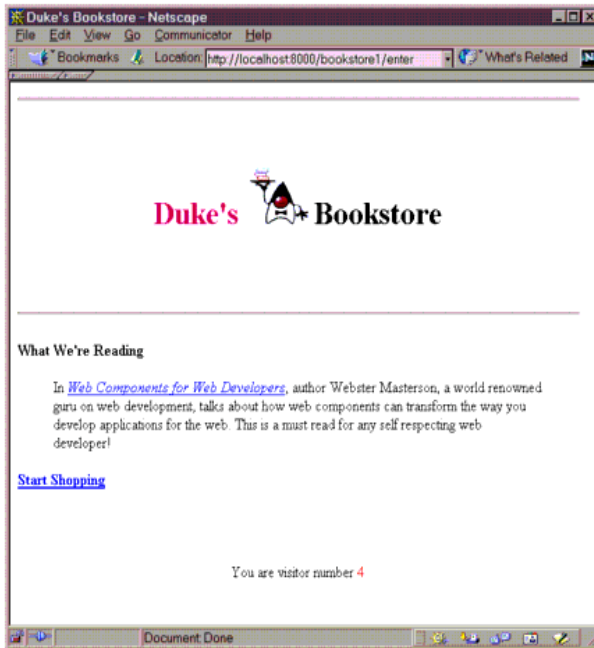 Duke's Bookstore - Netscape
File Edit View Go Communicator Help
Bookmarks Location: http://localhost:8000/bookstore1/enter What's Related N
Duke's Bookstore
What We're Reading
In Web Components for Web Developers, author Webster Masterson, a world renowned
guru on web development, talks about how web components can transform the way you
develop applications for the web. This is a must read for any self respecting web
developer!
Start Shopping
You are visitor number 4
Document: Done